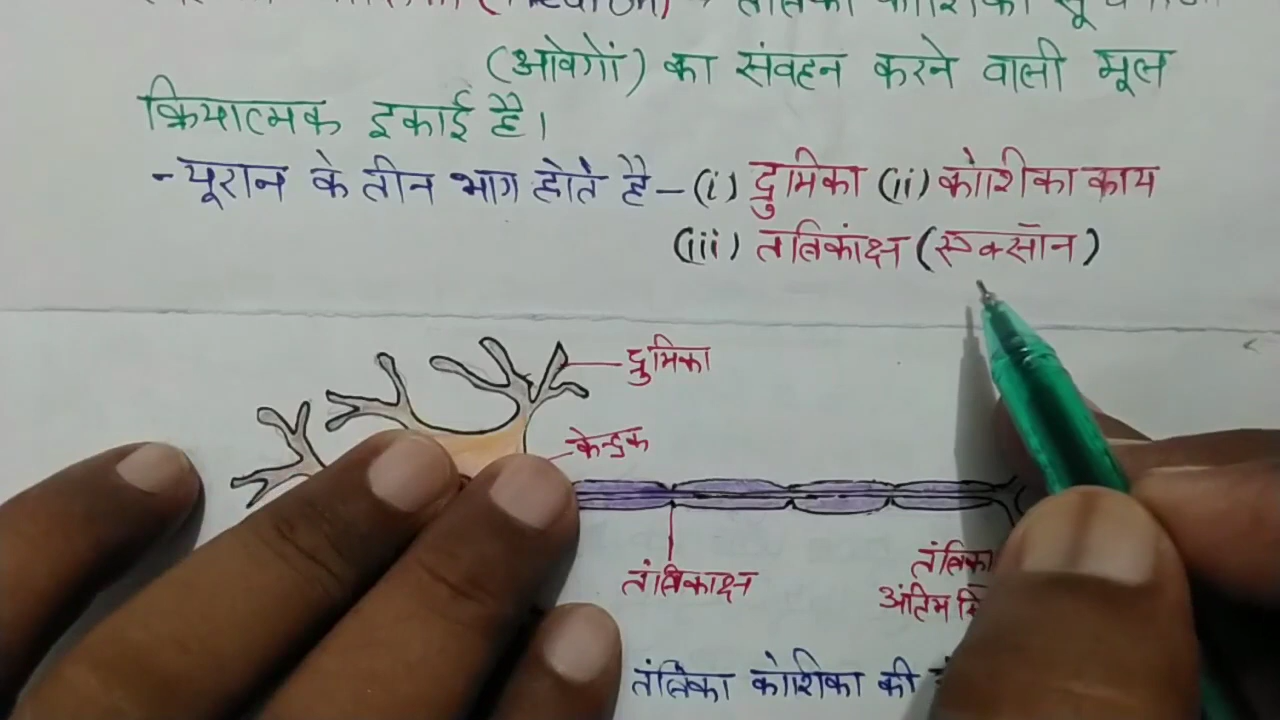 (आवेगों) का संवहन करने वाली मूल
क्रियात्मक इकाई है।
-यूरान के तीन भाग होते है-(i) द्रुमिका (ii) कोशिका काय
(iii) तंत्रिकाक्ष (एक्सॉन)
द्रुमिका
केन्द्रक
तंत्रिकाक्ष
तंत्रिका
अंतिम
तंत्रिका कोशिका की